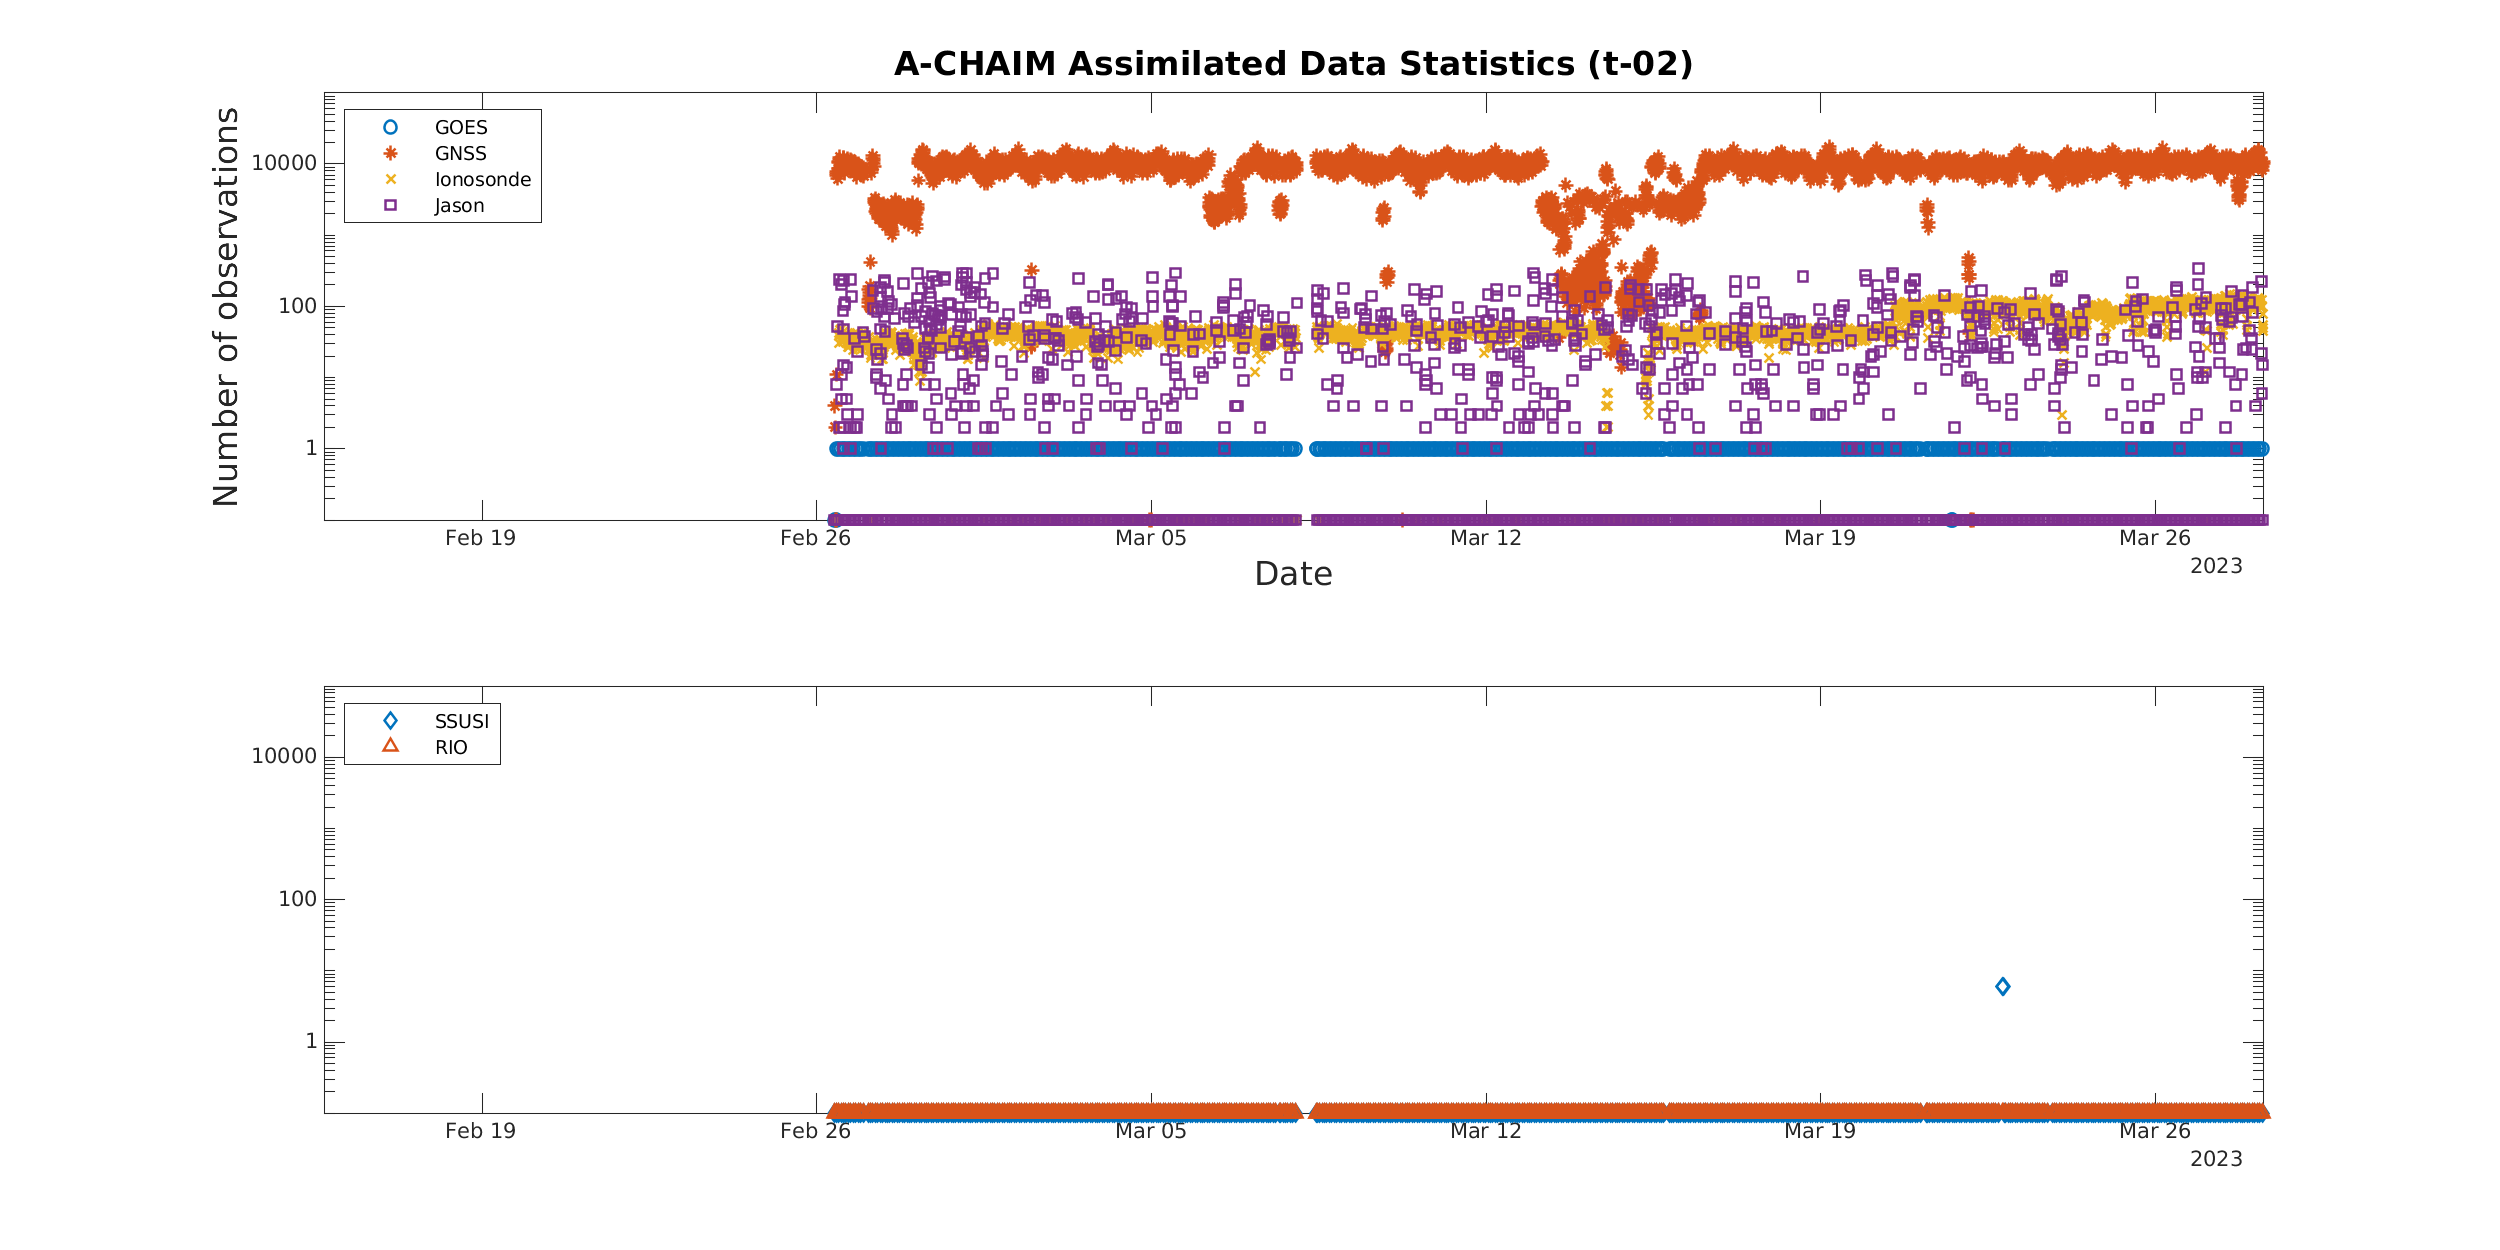 A-CHAIM Assimilated Data Statistics (t-02)
Number of observations
GOES
GNSS
Ionosonde
Jason
10000
100
1
Feb 19 Feb 26 Mar 05 Mar 12 Mar 19 Mar 26
Date
2023
SSUSI
RIO
10000
100
1
Feb 19 Feb 26 Mar 05 Mar 12 Mar 19 Mar 26
2023